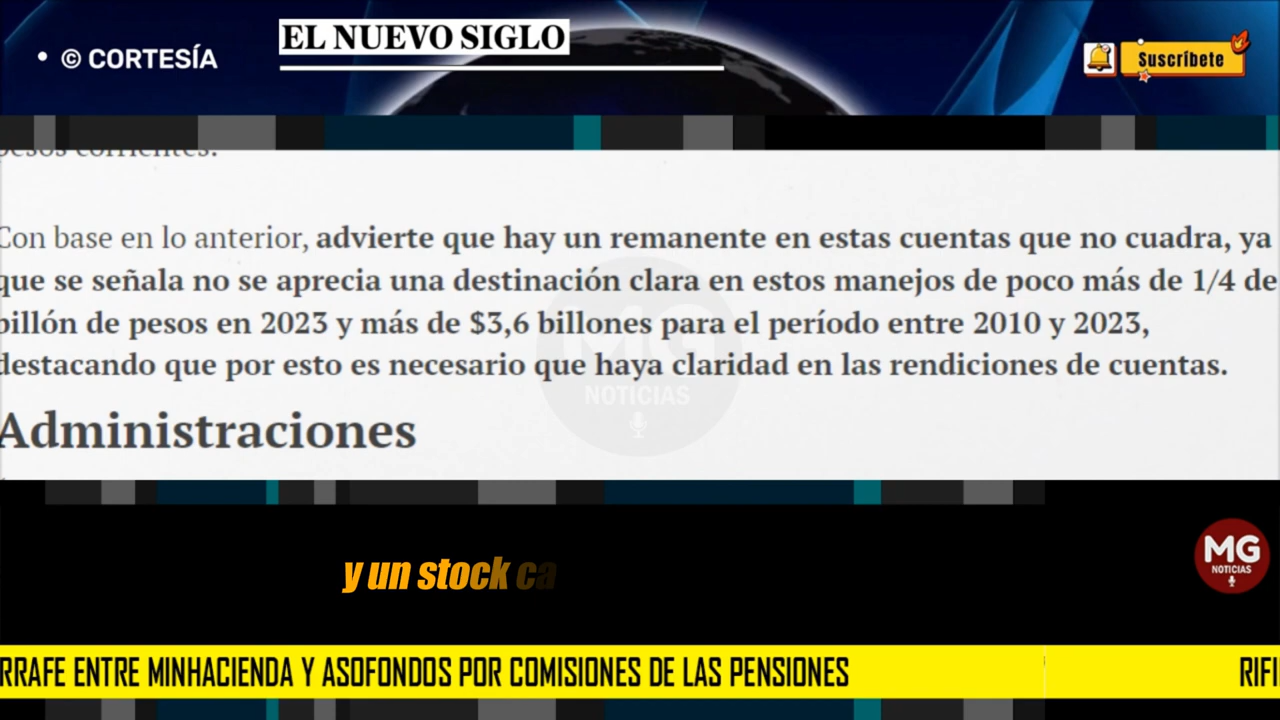 • © CORTESÍA
EL NUEVO SIGLO
Suscríbete
pesos corrientes.
Con base en lo anterior, advierte que hay un remanente en estas cuentas que no cuadra, ya
que se señala no se aprecia una destinación clara en estos manejos de poco más de 1/4 de
billón de pesos en 2023 y más de $3,6 billones para el período entre 2010 y 2023,
destacando que por esto es necesario que haya claridad en las rendiciones de cuentas.
MG
NOTICIAS
Administraciones
y un stock ca
MG
NOTICIAS
RRAFE ENTRE MINHACIENDA Y ASOFONDOS POR COMISIONES DE LAS PENSIONES
RIFI